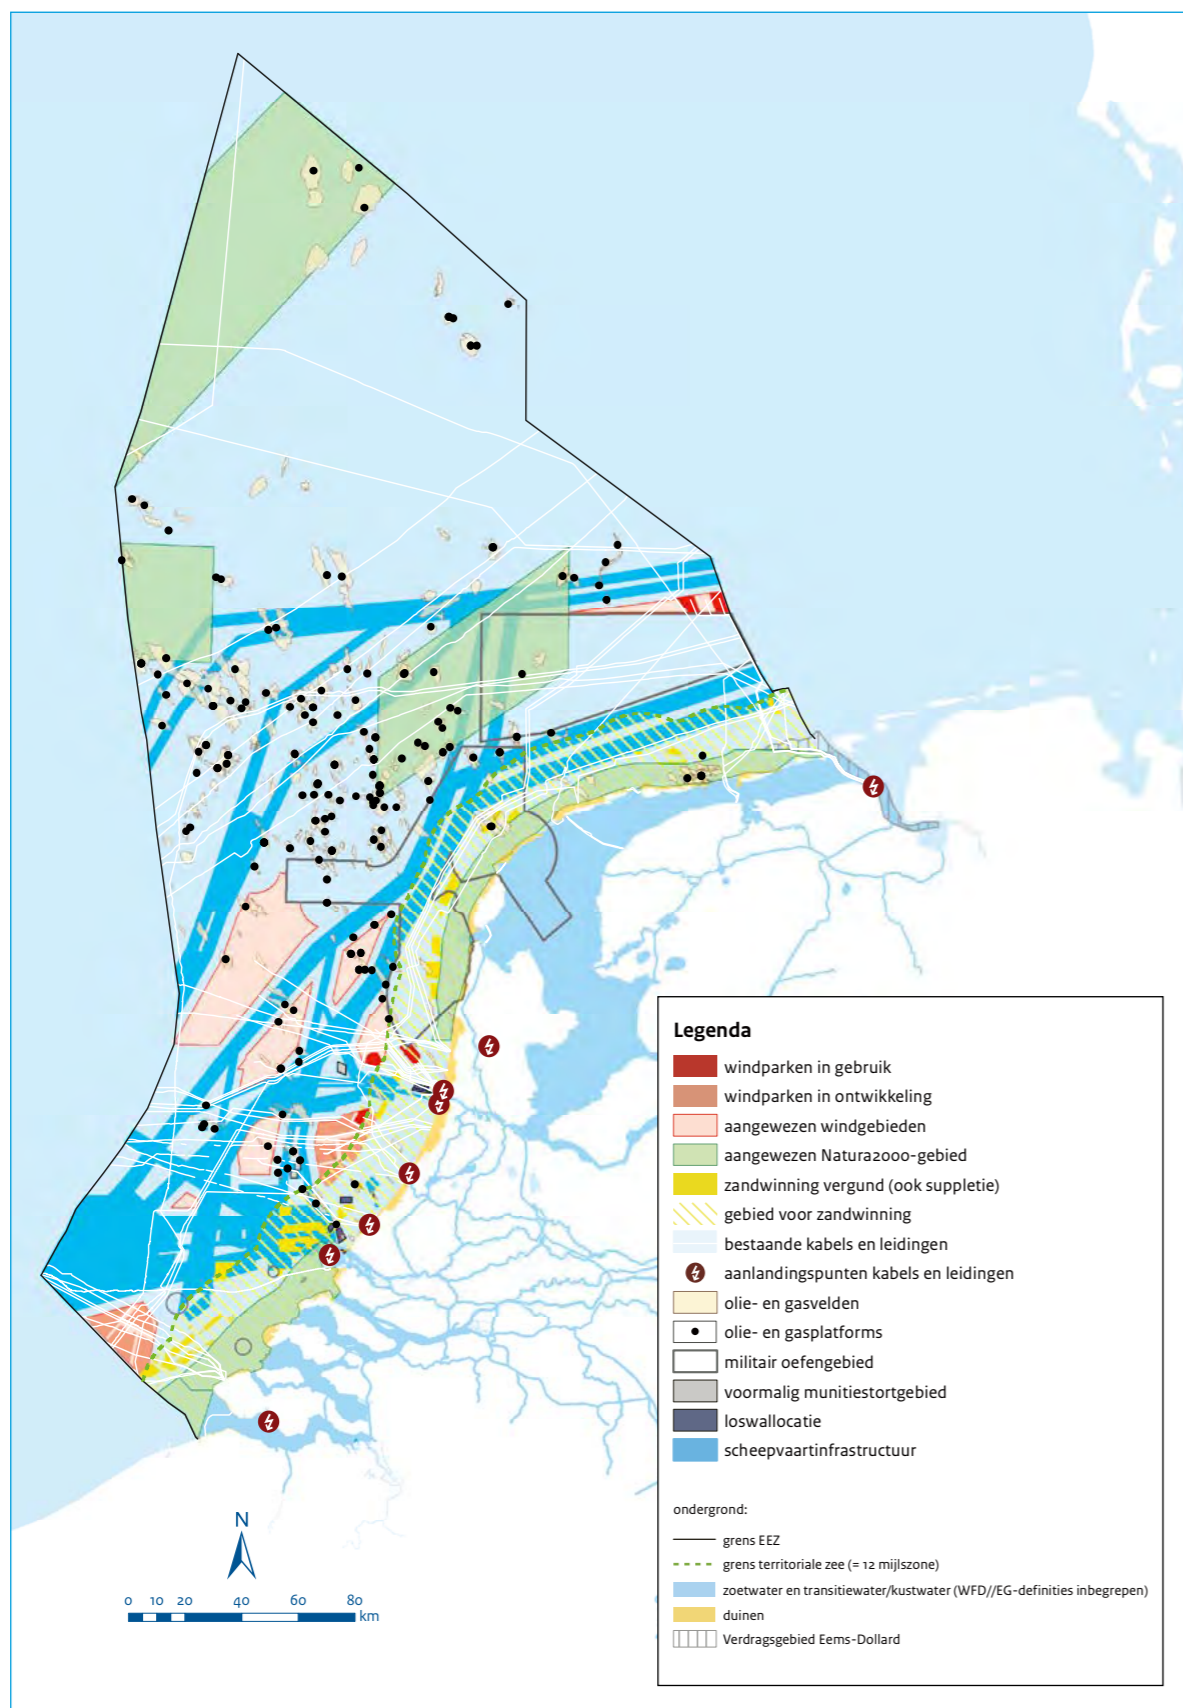 Legenda
windparken in gebruik
windparken in ontwikkeling
aangewezen windgebieden
aangewezen Natura2000-gebied
zandwinning vergund (ook suppletie)
gebied voor zandwinning
bestaande kabels en leidingen
aanlandingspunten kabels en leidingen
olie- en gasvelden
olie- en gasplatforms
militair oefengebied
voormalig munitiestortgebied
loswallocatie
scheepvaartinfrastructuur
ondergrond:
grens EEZ
grens territoriale zee (= 12 mijlszone)
zoetwater en transitiewater/kustwater (WFD//EG-definities inbegrepen)
duinen
Verdragsgebied Eems-Dollard
N
0 10 20 40 60 80
km